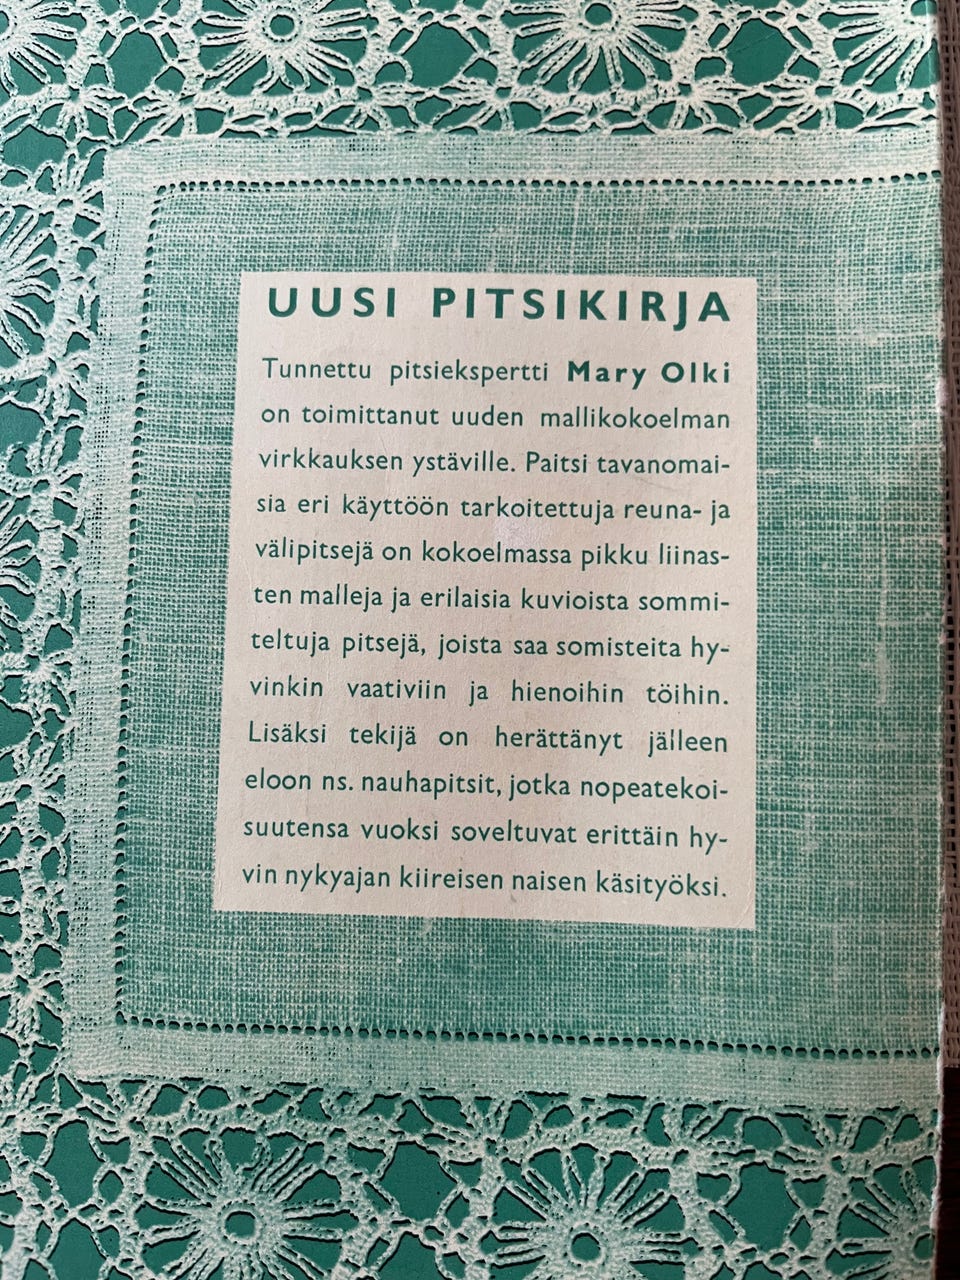 UUSI PITSIKIRJA
Tunnettu pitsiekspertti Mary Olki
on toimittanut uuden mallikokoelman
virkkauksen ystäville. Paitsi tavanomai-
sia eri käyttöön tarkoitettuja reuna- ja
välipitsejä on kokoelmassa pikku liinas-
ten malleja ja erilaisia kuvioista sommi-
teltuja pitsejä, joista saa somisteita hy-
vinkin vaativiin ja hienoihin töihin.
Lisäksi tekijä on herättänyt jälleen
eloon ns. nauhapitsit, jotka nopeatekoi-
suutensa vuoksi soveltuvat erittäin hy-
vin nykyajan kiireisen naisen käsityöksi.